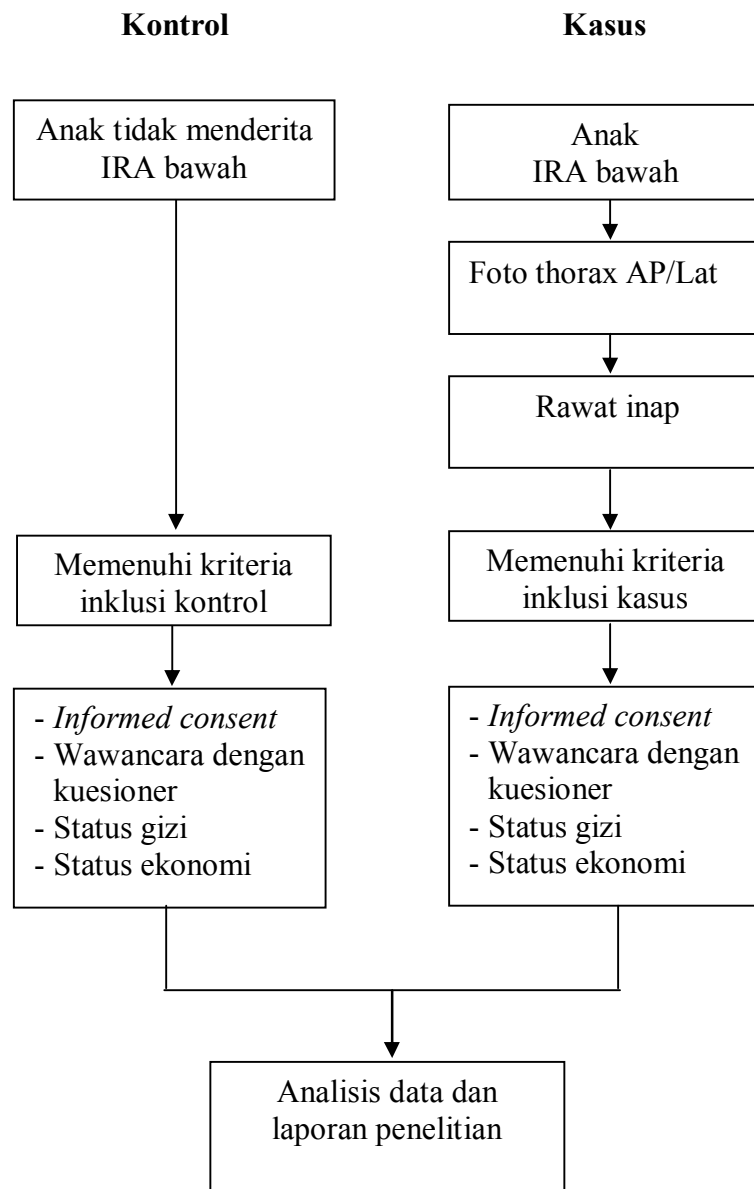 Kontrol
Anak tidak menderita
IRA bawah
Memenuhi kriteria
inklusi kontrol
- Informed consent
- Wawancara dengan
kuesioner
- Status gizi
- Status ekonomi
Kasus
Anak
IRA bawah
Foto thorax AP/Lat
Rawat inap
Memenuhi kriteria
inklusi kasus
- Informed consent
- Wawancara dengan
kuesioner
- Status gizi
- Status ekonomi
Analisis data dan
laporan penelitian